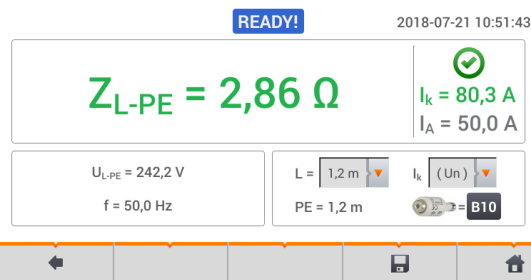 READY! 2018-07-21 10:51:43
Z L-PE = 2,86 Ω
Ik = 80,3 A
IA = 50,0 A
UL-PE = 242,2 V
f = 50,0 Hz
L = 1,2 m Ik (Un)
PE = 1,2 m = B10